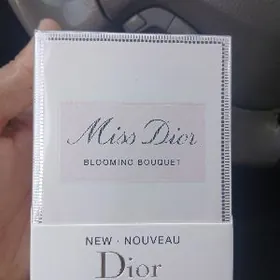 Miss Dior
BLOOMING BOUQUET
NEW · NOUVEAU
Dior